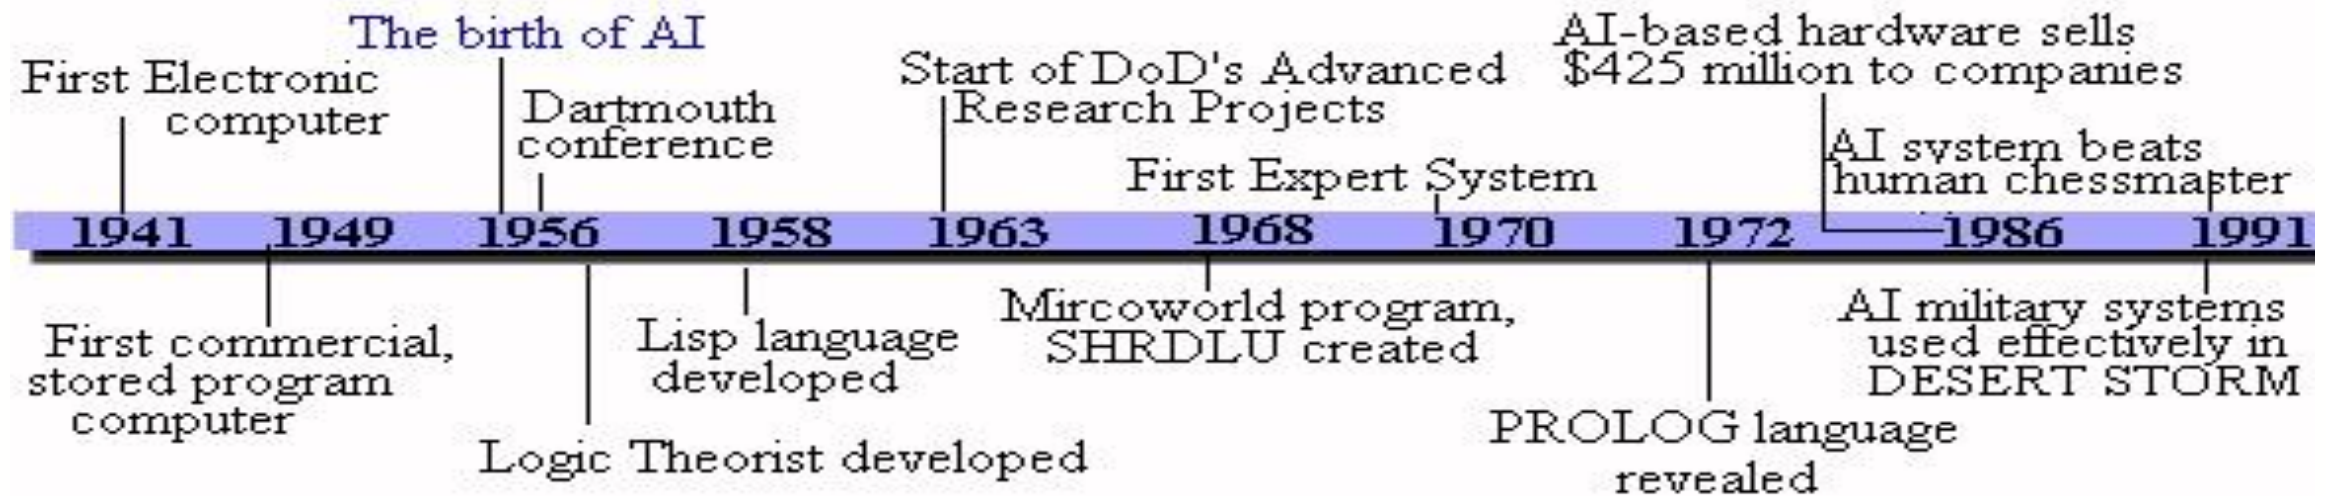 The birth of AI
AI-based hardware sells
$425 million to companies
First Electronic
computer
Start of DoD's Advanced
Research Projects
Dartmouth
conference
AI system beats
human chessmaster
First Expert System
1941 1949 1956 1958 1963 1968 1970 1972 1986 1991
First commercial,
stored program
computer
Lisp language
developed
Mircoworld program,
SHRDLU created
AI military systems
used effectively in
DESERT STORM
Logic Theorist developed
PROLOG language
revealed